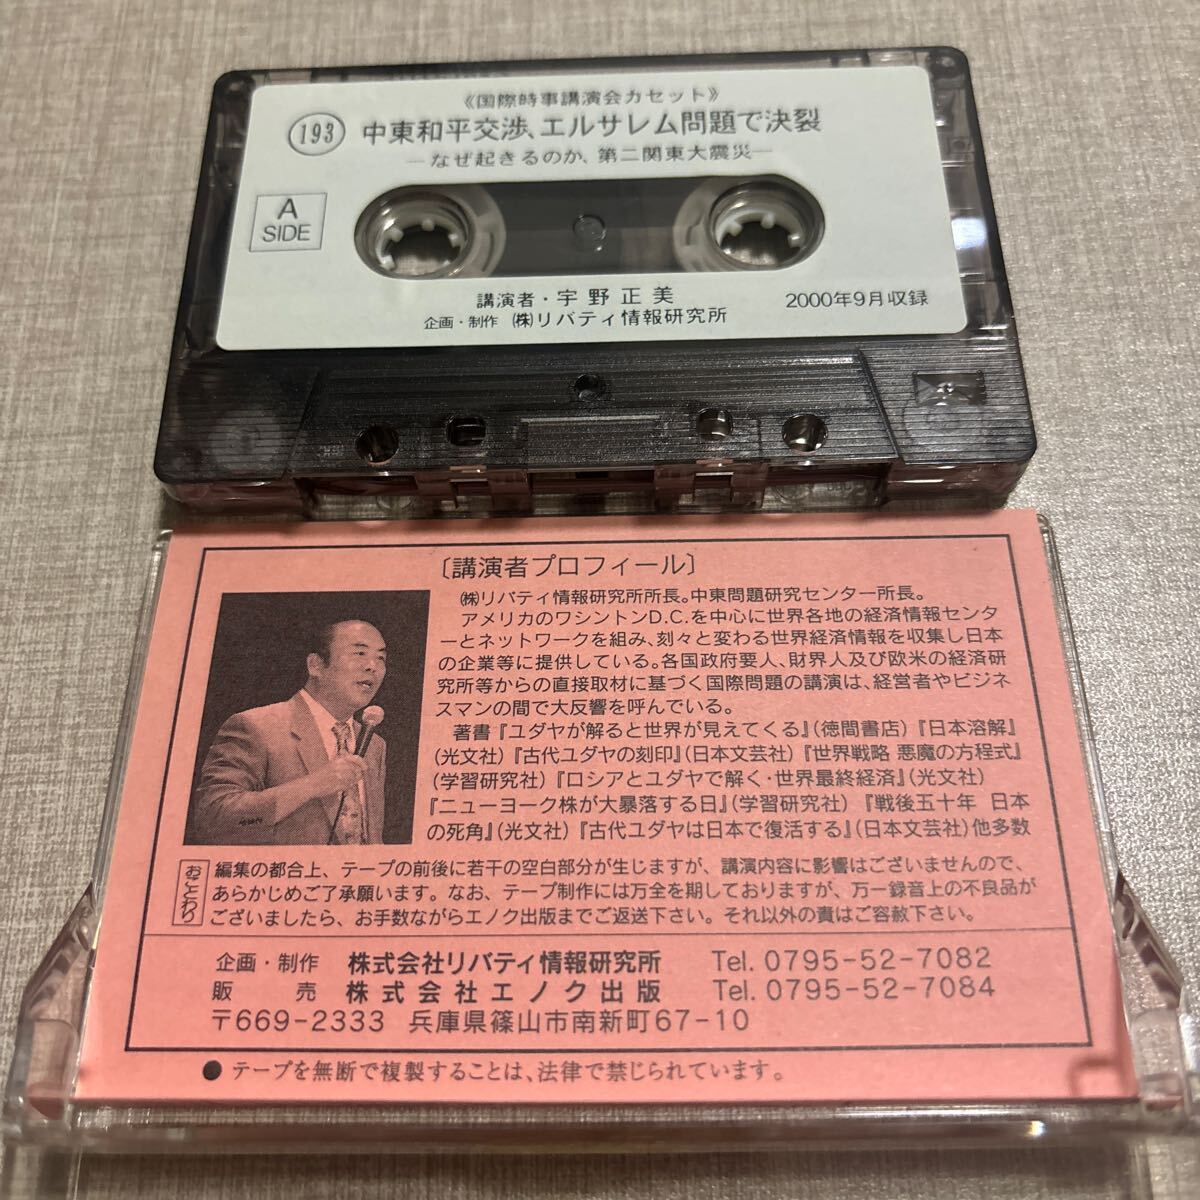 《国際時事講演会カセット》
193 中東和平交渉、エルサレム問題で決裂
―なぜ起きるのか、第二関東大震災―
A
SIDE
講演者・宇野正美 2000年9月収録
企画・制作 ㈱リバティ情報研究所
〔講演者プロフィール〕
㈱リバティ情報研究所所長。中東問題研究センター所長。
アメリカのワシントンD.C.を中心に世界各地の経済情報センタ
ーとネットワークを組み、刻々と変わる世界経済情報を収集し日本
の企業等に提供している。各国政府要人、財界人及び欧米の経済研
究所等からの直接取材に基づく国際問題の講演は、経営者やビジネ
スマンの間で大反響を呼んでいる。
著書『ユダヤが解ると世界が見えてくる』(徳間書店)『日本溶解』
(光文社)『古代ユダヤの刻印』(日本文芸社)『世界戦略 悪魔の方程式』
(学習研究社)『ロシアとユダヤで解く・世界最終経済』(光文社)
『ニューヨーク株が大暴落する日』(学習研究社)『戦後五十年 日本
の死角』(光文社)『古代ユダヤは日本で復活する』(日本文芸社)他多数
おことわり
編集の都合上、テープの前後に若干の空白部分が生じますが、講演内容に影響はございませんので、
あらかじめご了承願います。なお、テープ制作には万全を期しておりますが、万一録音上の不良品が
ございましたら、お手数ながらエノク出版までご返送下さい。それ以外の責はご容赦下さい。
企画・制作 株式会社リバティ情報研究所 Tel. 0795-52-7082
販売 株式会社エノク出版 Tel. 0795-52-7084
〒669-2333 兵庫県篠山市南新町67-10
●テープを無断で複製することは、法律で禁じられています。